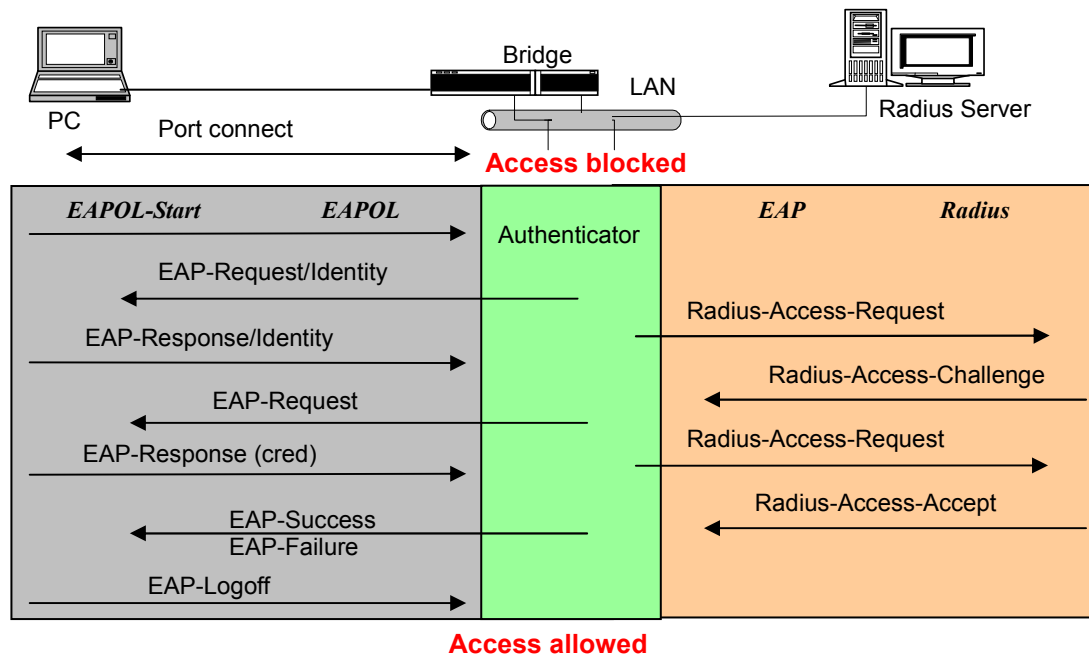 Bridge
LAN
PC
Radius Server
Port connect
Access blocked
EAPOL-Start EAPOL
EAP Radius
Authenticator
EAP-Request/Identity
Radius-Access-Request
EAP-Response/Identity
Radius-Access-Challenge
EAP-Request
Radius-Access-Request
EAP-Response (cred)
Radius-Access-Accept
EAP-Success
EAP-Failure
EAP-Logoff
Access allowed